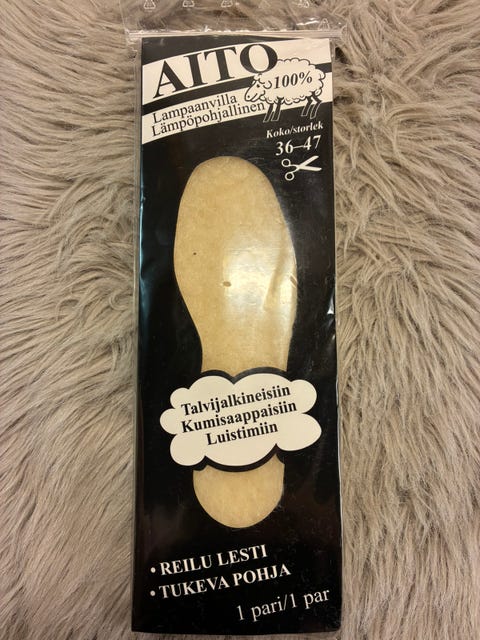 AITO
100%
Lampaanvilla
Lämpöpohjallinen
Koko/storlek
36–47
Talvijalkineisiin
Kumisaappaisiin
Luistimiin
• REILU LESTI
• TUKEVA POHJA
1 pari/1 par